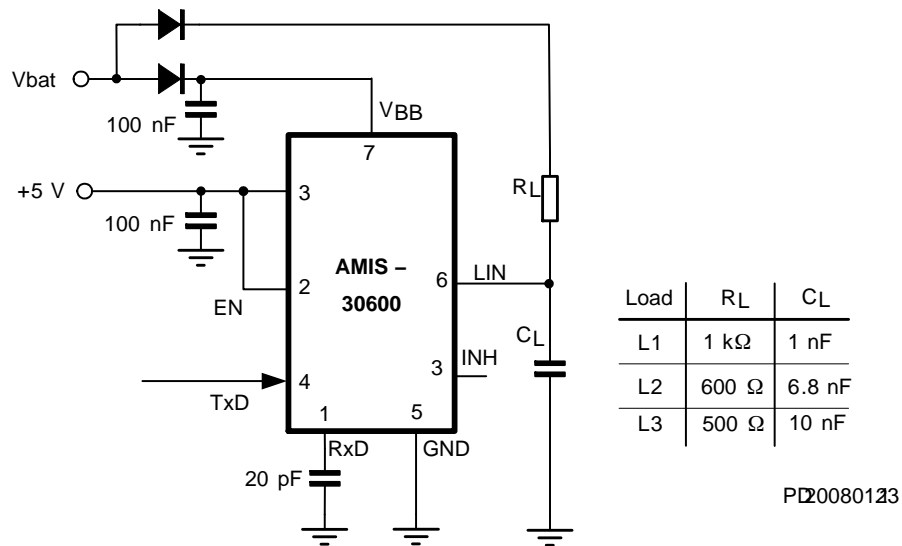 Vbat
100 nF
VBB
7
+5 V
3
100 nF
RL
AMIS –
30600
2
EN
6
LIN
CL
INH
3
4
TxD
1
5
RxD
GND
20 pF
Load RL CL
L1 1 kΩ 1 nF
L2 600 Ω 6.8 nF
L3 500 Ω 10 nF